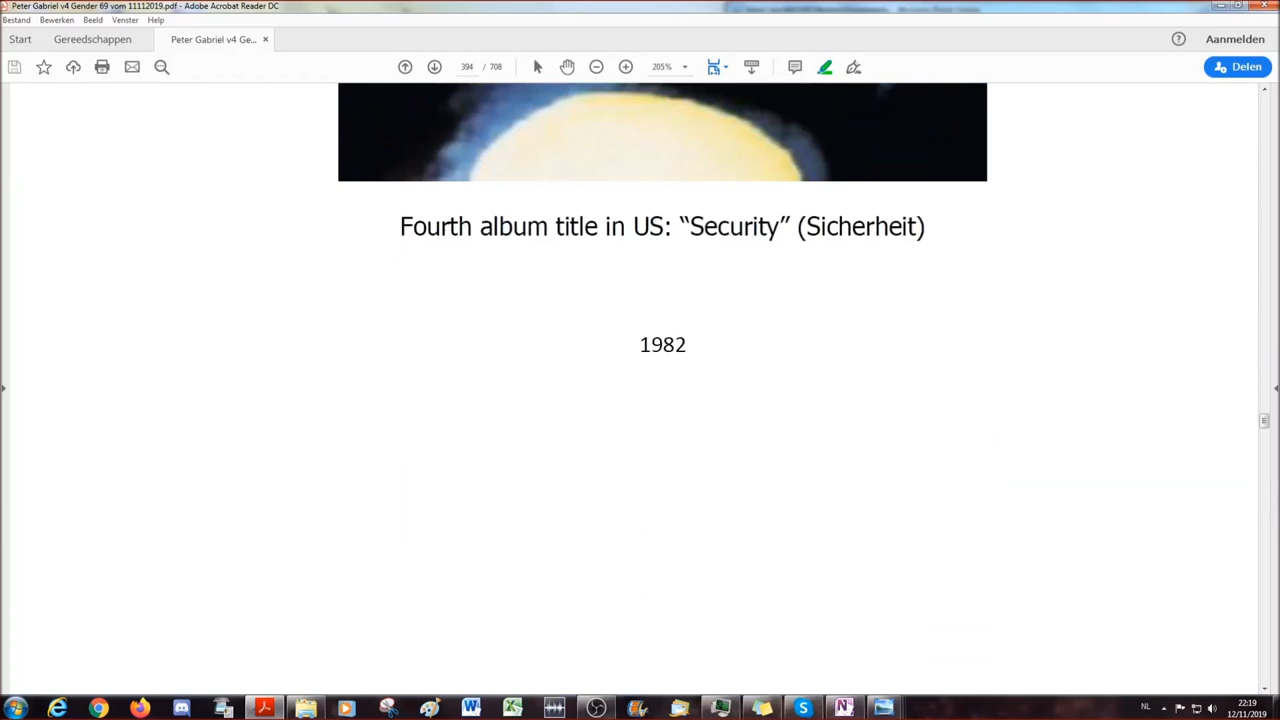 Peter Gabriel v4 Gender 69 vom 11112019.pdf - Adobe Acrobat Reader DC
Bestand Bewerken Beeld Venster Help
Start Gereedschappen Peter Gabriel v4 Ge... × Aanmelden
394 / 708 205% Delen
Fourth album title in US: “Security” (Sicherheit)
1982
NL 22:19
12/11/2019